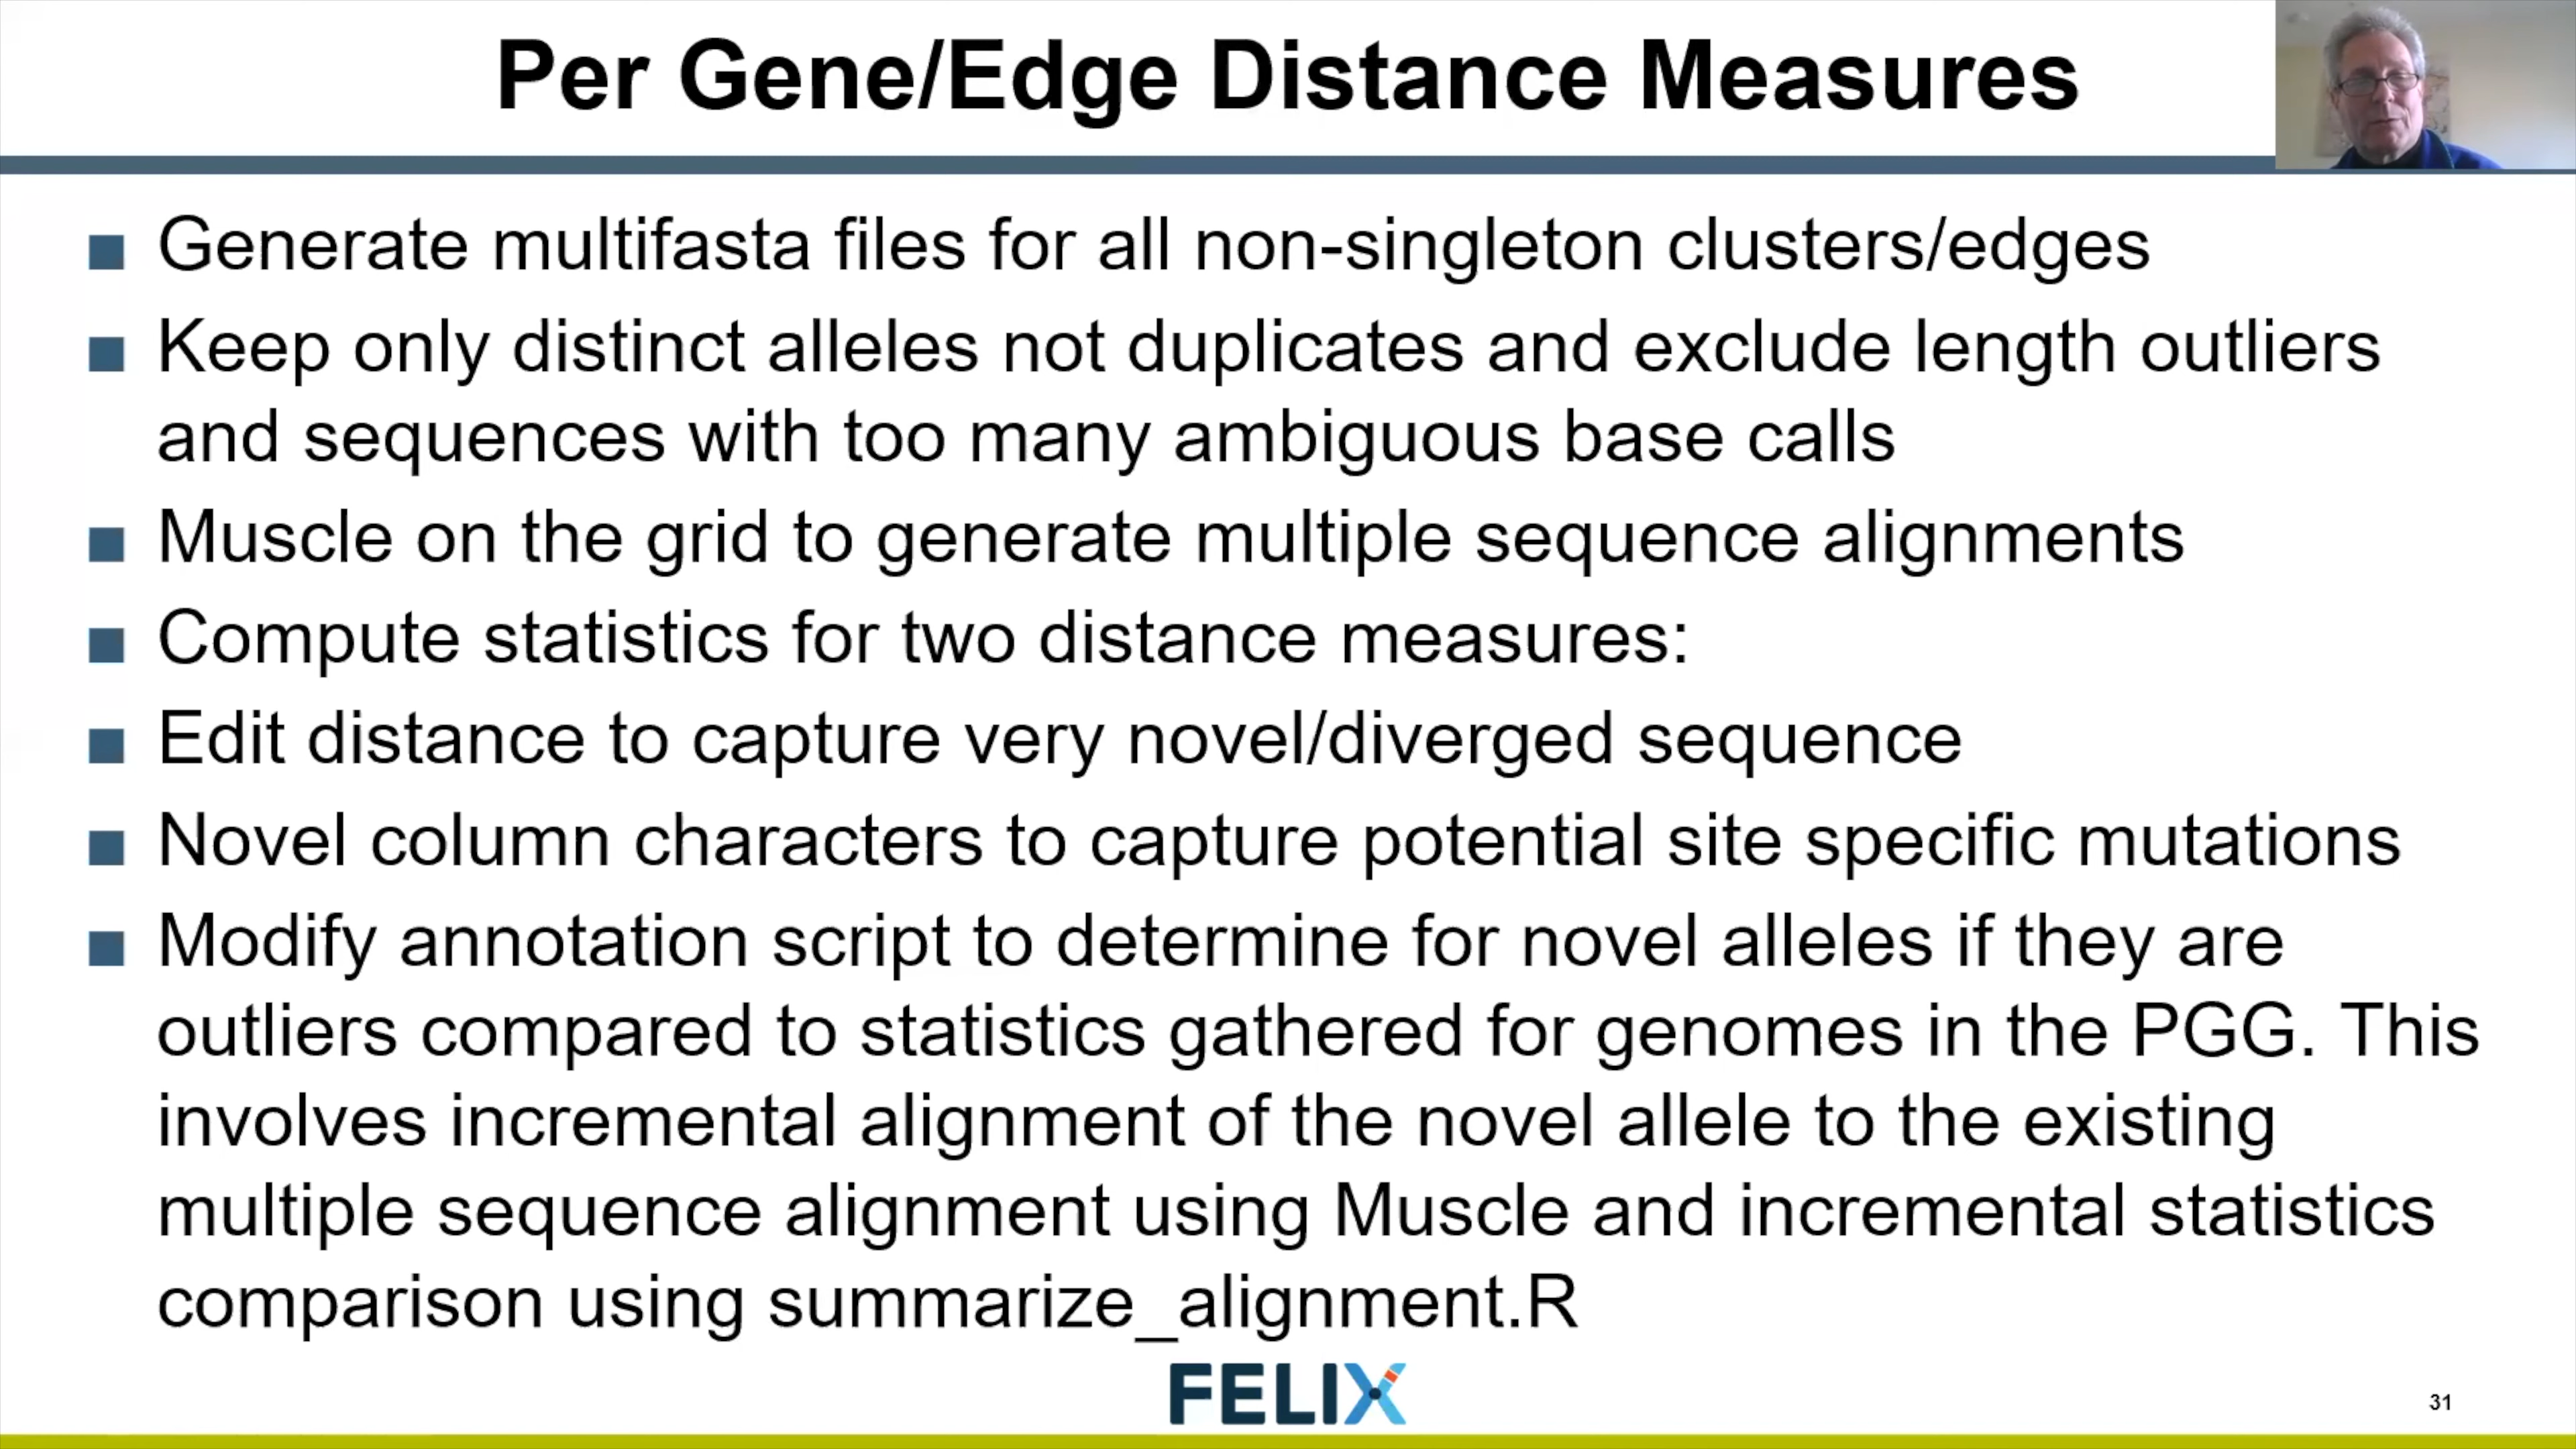 Per Gene/Edge Distance Measures
Generate multifasta files for all non-singleton clusters/edges
Keep only distinct alleles not duplicates and exclude length outliers
and sequences with too many ambiguous base calls
Muscle on the grid to generate multiple sequence alignments
Compute statistics for two distance measures:
Edit distance to capture very novel/diverged sequence
Novel column characters to capture potential site specific mutations
Modify annotation script to determine for novel alleles if they are
outliers compared to statistics gathered for genomes in the PGG. This
involves incremental alignment of the novel allele to the existing
multiple sequence alignment using Muscle and incremental statistics
comparison using summarize_alignment.R
FELIX
31